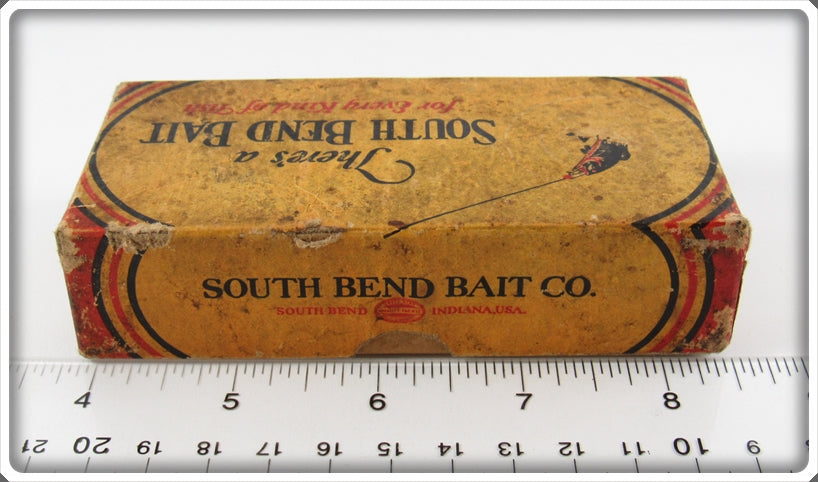 There's a
SOUTH BEND BAIT
for Every Kind of Fish
SOUTH BEND BAIT CO.
SOUTH BEND INDIANA, U.S.A.
4 5 6 7 8
21 20 19 18 17 16 15 14 13 12 11 10 9